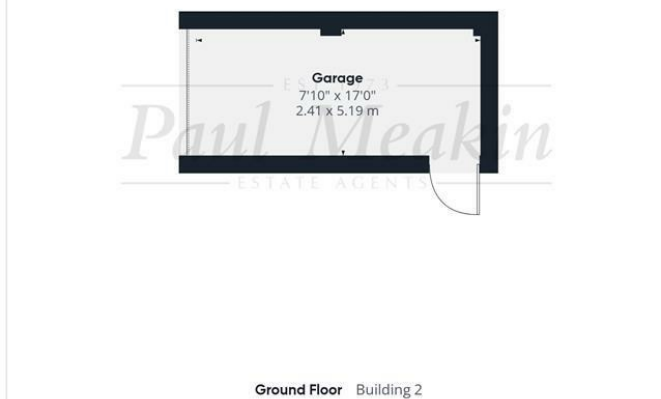 Garage
7'10" x 17'0"
2.41 x 5.19 m
Paul Meakin
ESTATE AGENTS
Ground Floor Building 2